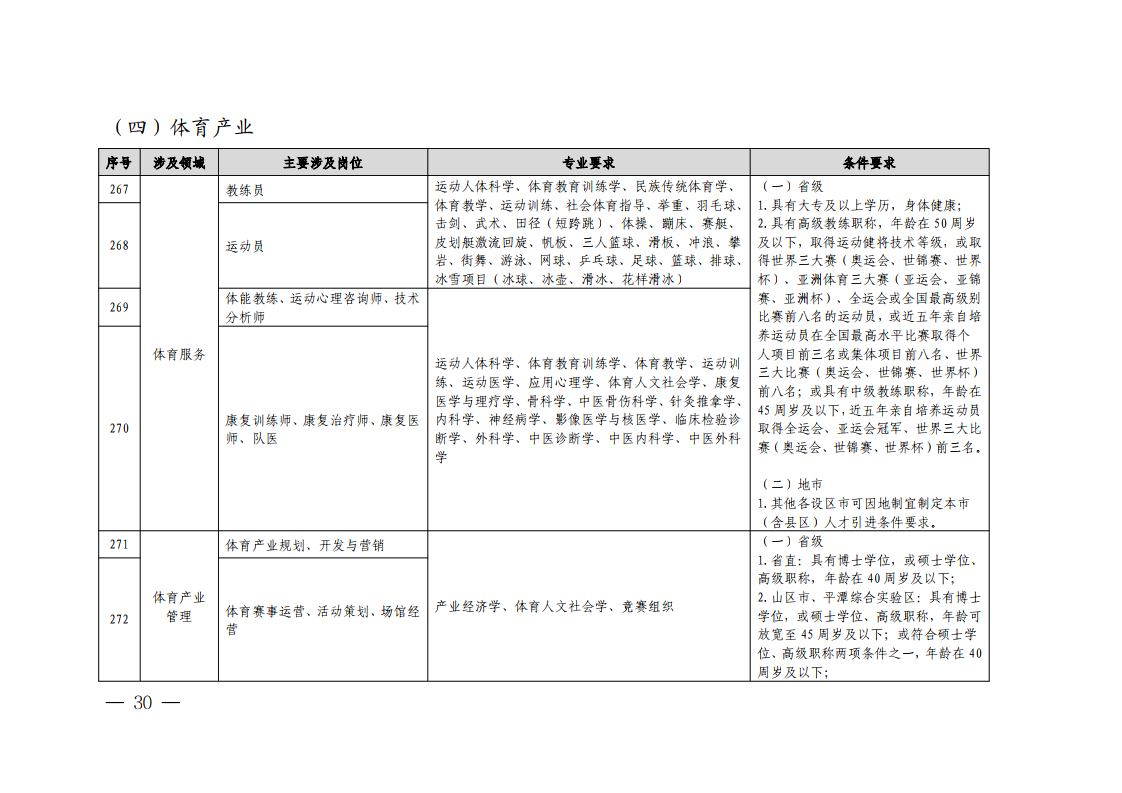 （四）体育产业
序号 涉及领域 主要涉及岗位 专业要求 条件要求
267
教练员
268
运动员
运动人体科学、体育教育训练学、民族传统体育学、
体育教学、运动训练、社会体育指导、举重、羽毛球、
击剑、武术、田径（短跨跳）、体操、蹦床、赛艇、
皮划艇激流回旋、帆板、三人篮球、滑板、冲浪、攀
岩、街舞、游泳、网球、乒乓球、足球、篮球、排球、
冰雪项目（冰球、冰壶、滑冰、花样滑冰）
269
体育服务
体能教练、运动心理咨询师、技术
分析师
270
康复训练师、康复治疗师、康复医
师、队医
运动人体科学、体育教育训练学、体育教学、运动训
练、运动医学、应用心理学、体育人文社会学、康复
医学与理疗学、骨科学、中医骨伤科学、针灸推拿学、
内科学、神经病学、影像医学与核医学、临床检验诊
断学、外科学、中医诊断学、中医内科学、中医外科
学
（一）省级
1.具有大专及以上学历，身体健康；
2.具有高级教练职称，年龄在 50 周岁
及以下，取得运动健将技术等级，或取
得世界三大赛（奥运会、世锦赛、世界
杯）、亚洲体育三大赛（亚运会、亚锦
赛、亚洲杯）、全运会或全国最高级别
比赛前八名的运动员，或近五年亲自培
养运动员在全国最高水平比赛取得个
人项目前三名或集体项目前八名、世界
三大比赛（奥运会、世锦赛、世界杯）
前八名；或具有中级教练职称，年龄在
45 周岁及以下，近五年亲自培养运动员
取得全运会、亚运会冠军、世界三大比
赛（奥运会、世锦赛、世界杯）前三名。
（二）地市
1.其他各设区市可因地制宜制定本市
（含县区）人才引进条件要求。
271
体育产业规划、开发与营销
272
体育产业
管理
体育赛事运营、活动策划、场馆经
营
产业经济学、体育人文社会学、竞赛组织
（一）省级
1.省直：具有博士学位，或硕士学位、
高级职称，年龄在 40 周岁及以下；
2.山区市、平潭综合实验区：具有博士
学位，或硕士学位、高级职称，年龄可
放宽至 45 周岁及以下；或符合硕士学
位、高级职称两项条件之一，年龄在 40
周岁及以下；
— 30 —